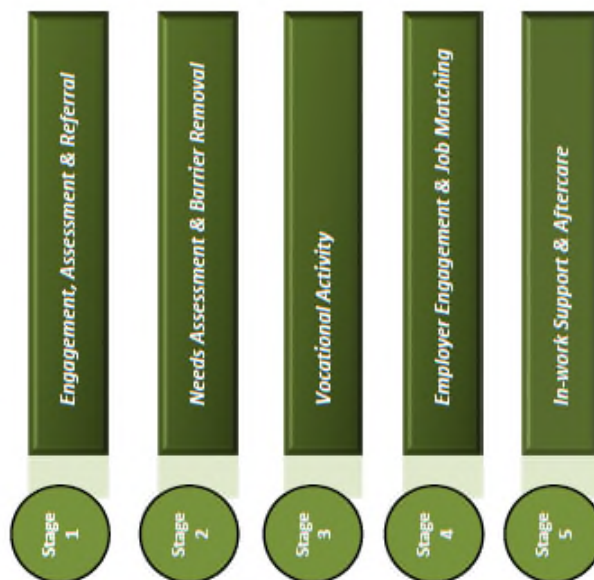 Stage
1
Engagement, Assessment & Referral
Stage
2
Needs Assessment & Barrier Removal
Stage
3
Vocational Activity
Stage
4
Employer Engagement & Job Matching
Stage
5
In-work Support & Aftercare